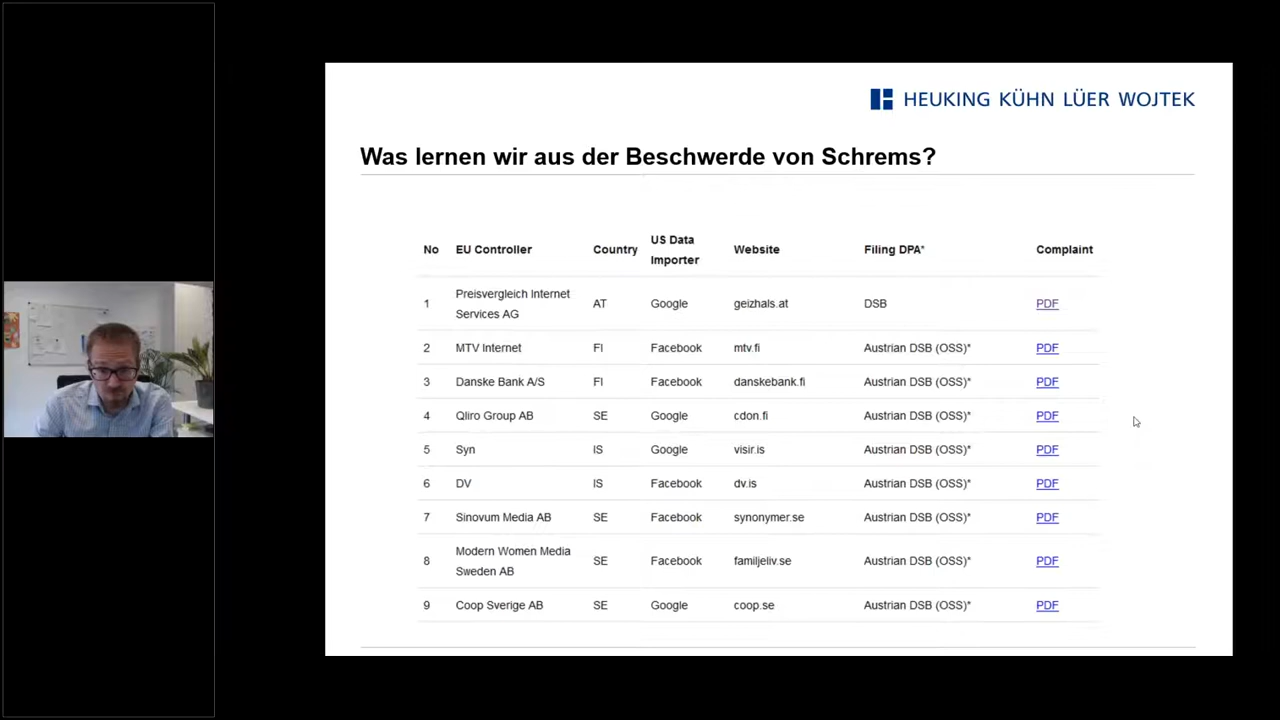 HEUKING KÜHN LÜER WOJTEK
Was lernen wir aus der Beschwerde von Schrems?
No EU Controller Country US Data Importer Website Filing DPA* Complaint
1 Preisvergleich Internet Services AG AT Google geizhals.at DSB PDF
2 MTV Internet FI Facebook mtv.fi Austrian DSB (OSS)* PDF
3 Danske Bank A/S FI Facebook danskebank.fi Austrian DSB (OSS)* PDF
4 Qliro Group AB SE Google cdon.fi Austrian DSB (OSS)* PDF
5 Syn IS Google visir.is Austrian DSB (OSS)* PDF
6 DV IS Facebook dv.is Austrian DSB (OSS)* PDF
7 Sinovum Media AB SE Facebook synonymer.se Austrian DSB (OSS)* PDF
8 Modern Women Media Sweden AB SE Facebook familjeliv.se Austrian DSB (OSS)* PDF
9 Coop Sverige AB SE Google coop.se Austrian DSB (OSS)* PDF